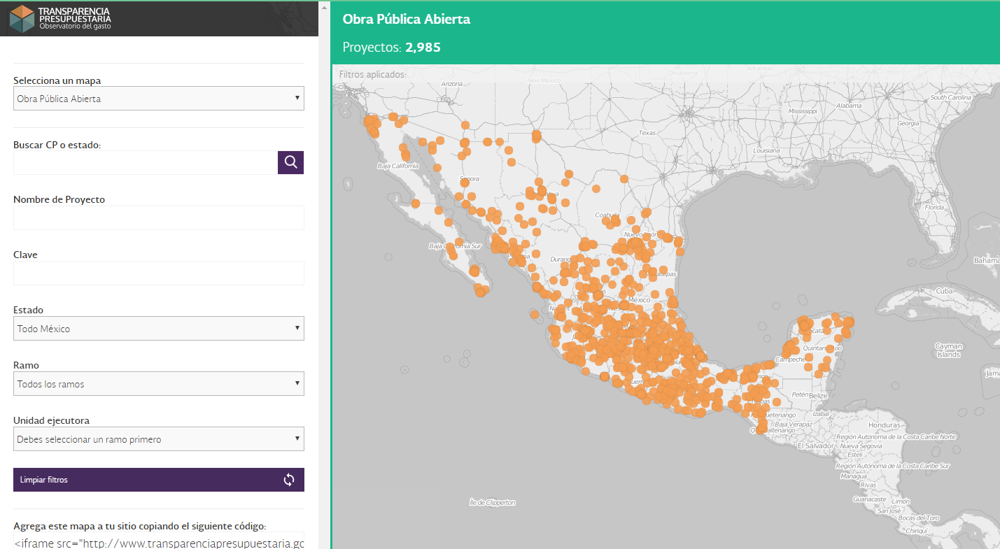 TRANSPARENCIA
PRESUPUESTARIA
Observatorio del gasto
Selecciona un mapa
Obra Pública Abierta
Buscar CP o estado:
Nombre de Proyecto
Clave
Estado
Todo México
Ramo
Todos los ramos
Unidad ejecutora
Debes seleccionar un ramo primero
Limpiar filtros
Agrega este mapa a tu sitio copiando el siguiente código:
<iframe src="http://www.transparenciapresupuestaria.gc
Obra Pública Abierta
Proyectos: 2,985
Filtros aplicados:
Oklahoma
Arkansas
New Mexico
Arizona
South Carolina
Alabama
Mississippi
Georgia
Texas
Louisiana
Baja California
Sonora
Florida
Coahuila
Nuevo León
Baja California Sur
Durang
Bahama
México
Cuba
Quintana Roo
Campeche
Cayman
Islands
Jama
Petén
Belize
Izabal
Baja Verapaz
Honduras
El Salvador
Región Autónoma de la Costa Caribe Norte
Nueva Segovia
Estelí
Región Autónoma de la Costa Caribe Sur
Managua
Rivas
Guanacaste
Limón
San José
Bocas del Toro
Chiriquí
Île de Clipperton